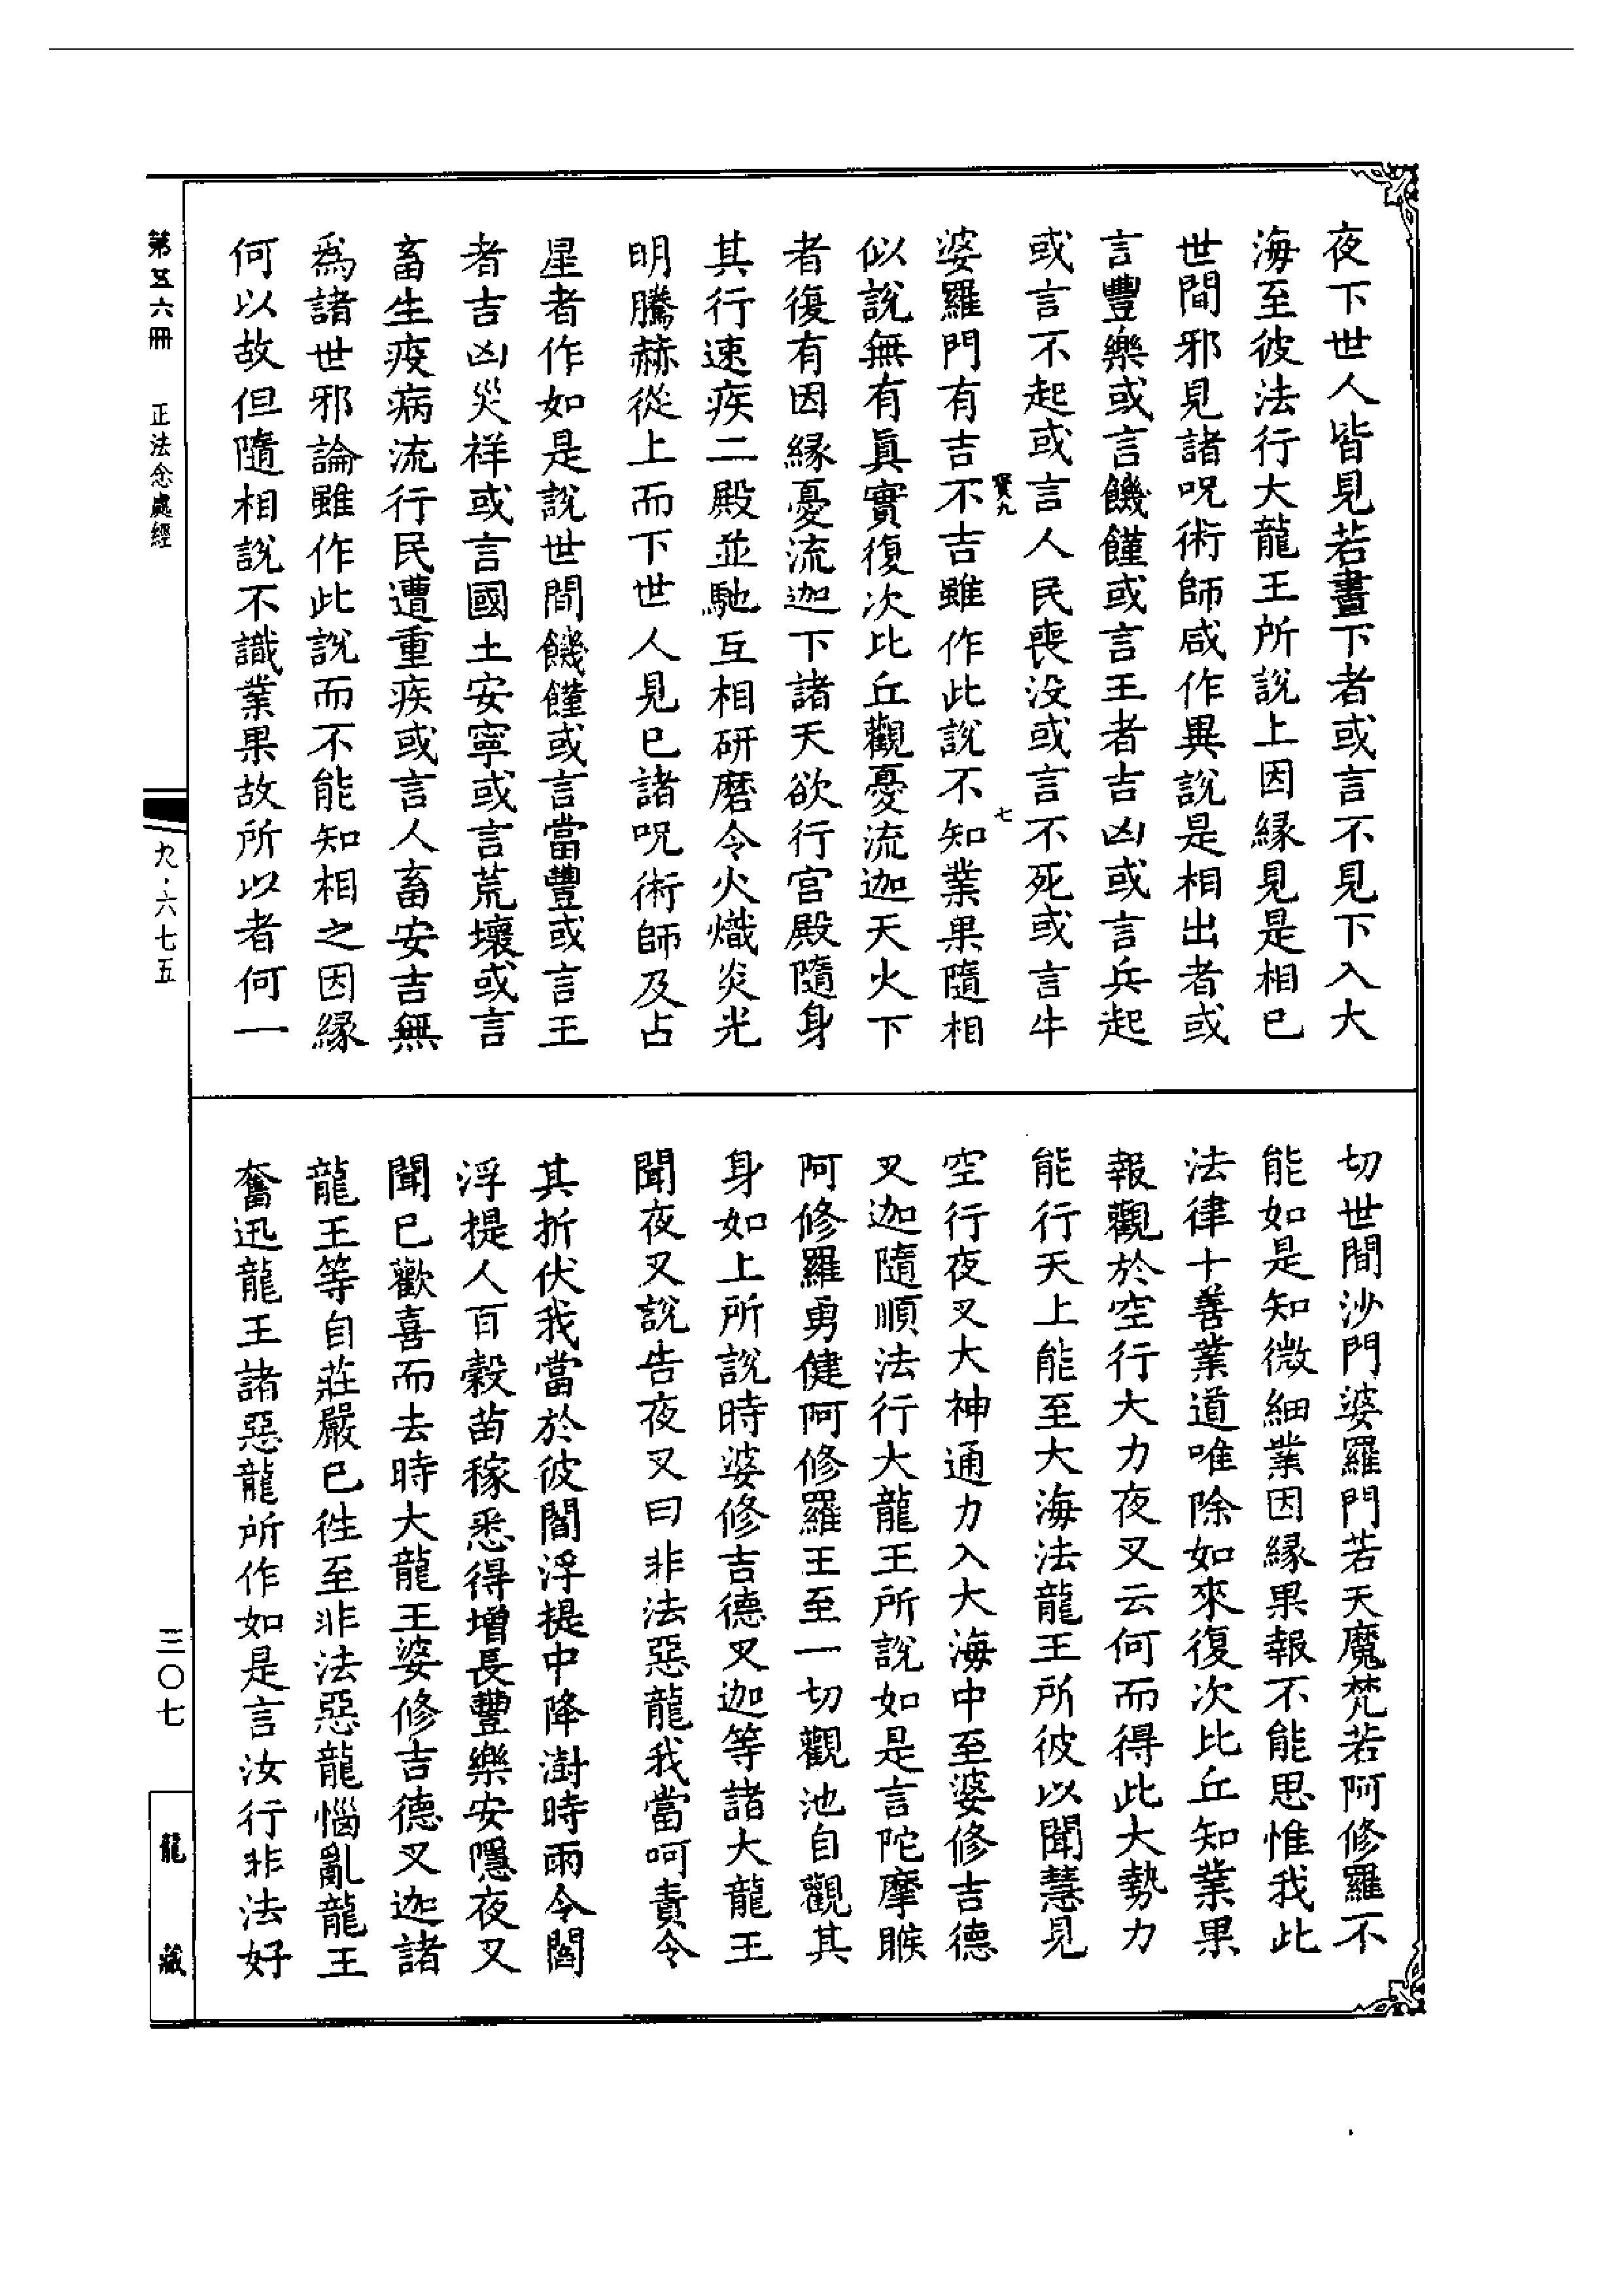 夜下世人皆見若晝下者或言不見下入大
海至彼法行大龍王所說上因緣見是相已
世間邪見諸呪術師咸作異說是相出者或
言豐樂或言饑饉或言王者吉凶或言兵起
或言不起或言人民喪没或言不死或言牛
寶九
七
婆羅門有吉不吉雖作此說不知業果隨相
似說無有眞實復次比丘觀憂流迦天火下
者復有因緣憂流迦下諸天欲行宮殿隨身
其行速疾二殿並馳互相研磨令火熾炎光
明騰赫從上而下世人見已諸呪術師及占
星者作如是說世間饑饉或言當豐或言王
者吉凶災祥或言國土安寧或言荒壞或言
畜生疫病流行民遭重疾或言人畜安吉無
爲諸世邪論雖作此說而不能知相之因緣
何以故但隨相說不識業果故所以者何一
切世間沙門婆羅門若天魔梵若阿修羅不
能如是知微細業因緣果報不能思惟我此
法律十善業道唯除如來復次比丘知業果
報觀於空行大力夜叉云何而得此大勢力
能行天上能至大海法龍王所彼以聞慧見
空行夜叉大神通力入大海中至婆修吉德
叉迦隨順法行大龍王所說如是言陀摩睺
阿修羅勇健阿修羅王至一切觀池自觀其
身如上所說時婆修吉德叉迦等諸大龍王
聞夜叉說告夜叉曰非法惡龍我當呵責令
其折伏我當於彼閻浮提中降澍時雨令閻
浮提人百穀苗稼悉得增長豐樂安隱夜叉
聞已歡喜而去時大龍王婆修吉德叉迦諸
龍王等自莊嚴已往至非法惡龍惱亂龍王
奮迅龍王諸惡龍所作如是言汝行非法好
第五六冊 正法念處經
九·六七五
三〇七
龍藏